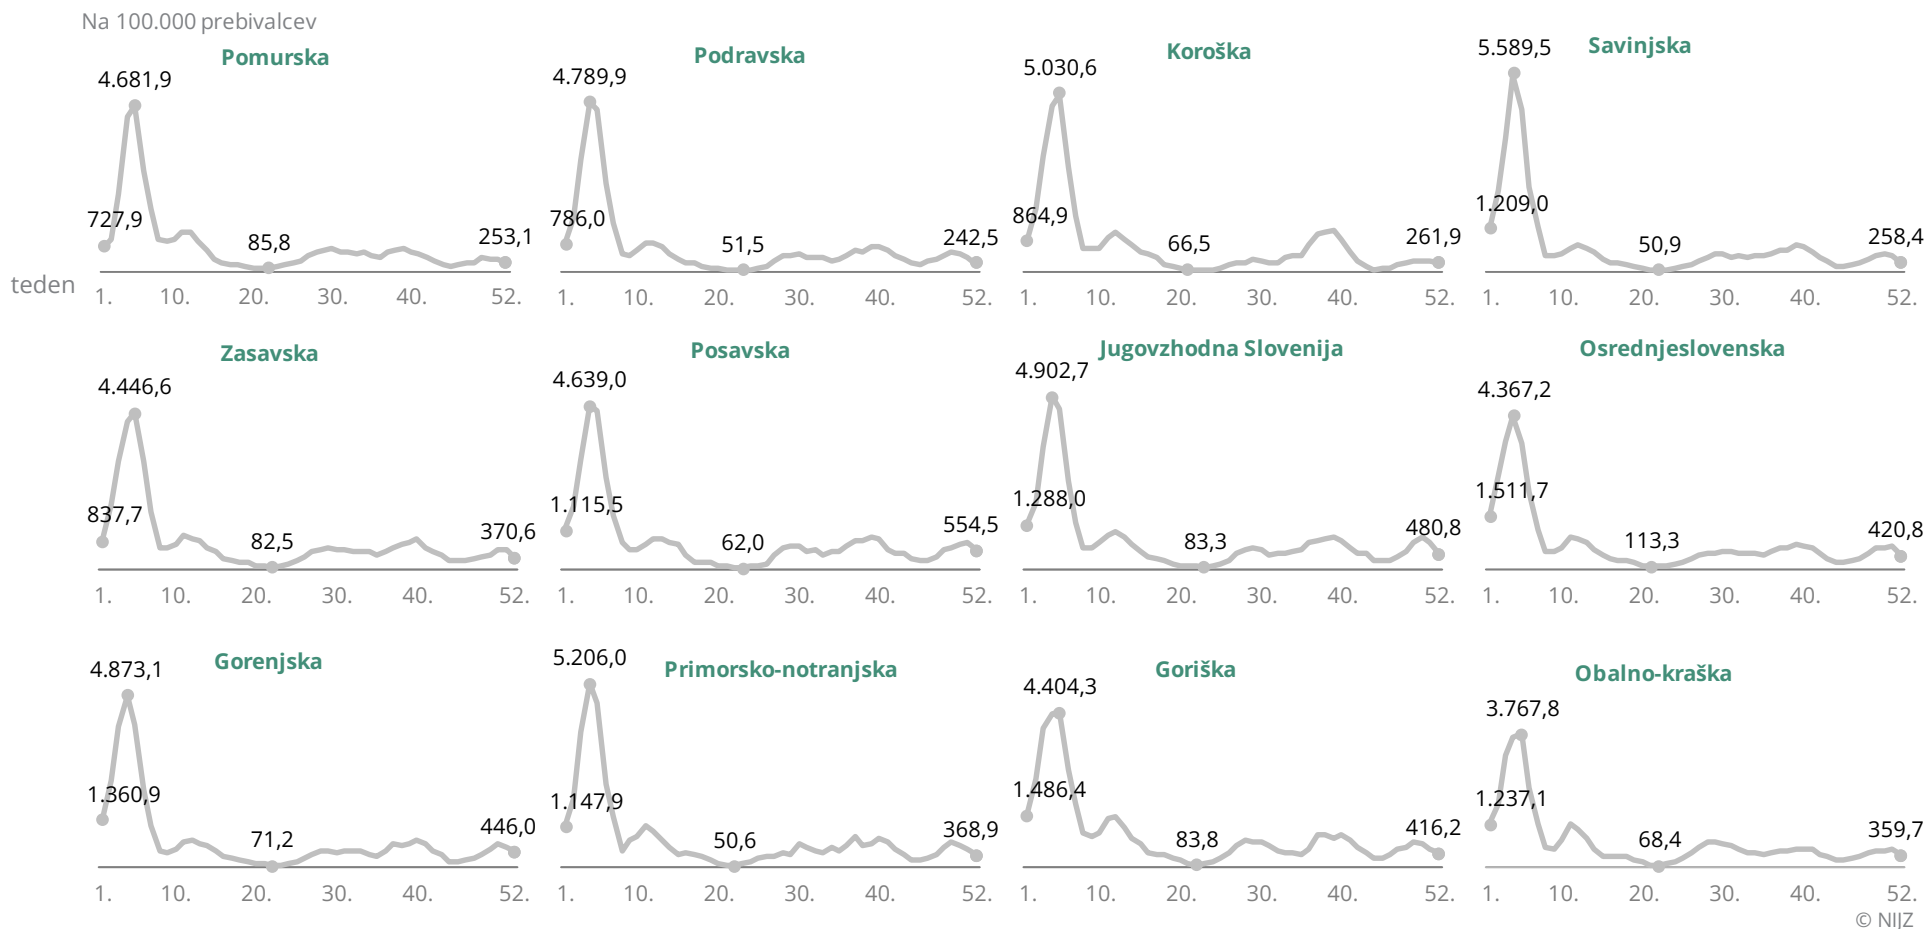 Na 100.000 prebivalcev
Pomurska
4.681,9
727,9
85,8
253,1
teden
1. 10. 20. 30. 40. 52.
Podravska
4.789,9
786,0
51,5
242,5
1. 10. 20. 30. 40. 52.
Koroška
5.030,6
864,9
66,5
261,9
1. 10. 20. 30. 40. 52.
Savinjska
5.589,5
1.209,0
50,9
258,4
1. 10. 20. 30. 40. 52.
Zasavska
4.446,6
837,7
82,5
370,6
1. 10. 20. 30. 40. 52.
Posavska
4.639,0
1.115,5
62,0
554,5
1. 10. 20. 30. 40. 52.
Jugovzhodna Slovenija
4.902,7
1.288,0
83,3
480,8
1. 10. 20. 30. 40. 52.
Osrednjeslovenska
4.367,2
1.511,7
113,3
420,8
1. 10. 20. 30. 40. 52.
Gorenjska
4.873,1
1.360,9
71,2
446,0
1. 10. 20. 30. 40. 52.
Primorsko-notranjska
5.206,0
1.147,9
50,6
368,9
1. 10. 20. 30. 40. 52.
Goriška
4.404,3
1.486,4
83,8
416,2
1. 10. 20. 30. 40. 52.
Obalno-kraška
3.767,8
1.237,1
68,4
359,7
1. 10. 20. 30. 40. 52.
© NIJZ